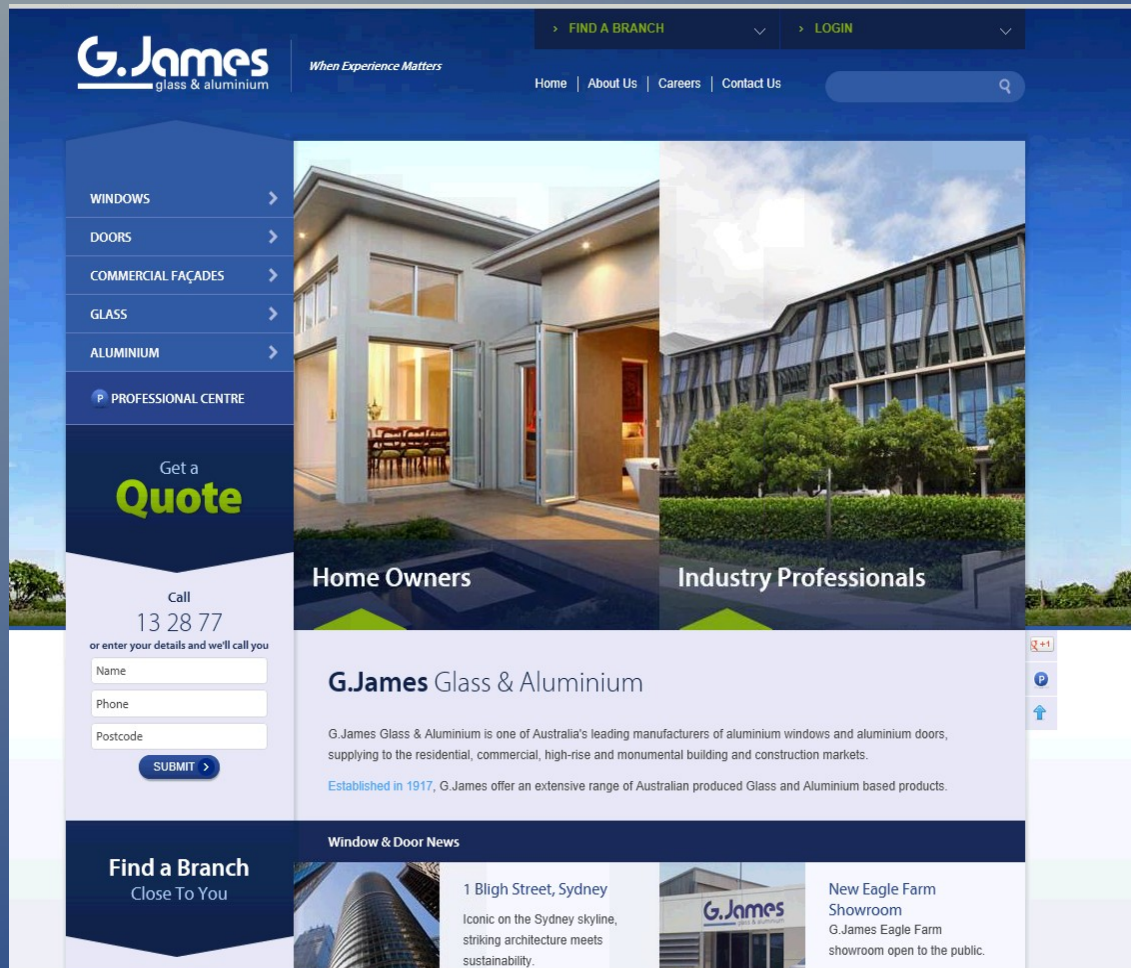 FIND A BRANCH
LOGIN
G.James
glass & aluminium
When Experience Matters
Home | About Us | Careers | Contact Us
WINDOWS
DOORS
COMMERCIAL FAÇADES
GLASS
ALUMINIUM
P PROFESSIONAL CENTRE
Get a
Quote
Call
13 28 77
or enter your details and we'll call you
Name
Phone
Postcode
SUBMIT
Find a Branch
Close To You
Home Owners
Industry Professionals
+1
P
G.James Glass & Aluminium
G.James Glass & Aluminium is one of Australia's leading manufacturers of aluminium windows and aluminium doors,
supplying to the residential, commercial, high-rise and monumental building and construction markets.
Established in 1917, G.James offer an extensive range of Australian produced Glass and Aluminium based products.
Window & Door News
1 Bligh Street, Sydney
Iconic on the Sydney skyline,
striking architecture meets
sustainability.
G.James
glass & aluminium
New Eagle Farm
Showroom
G.James Eagle Farm
showroom open to the public.